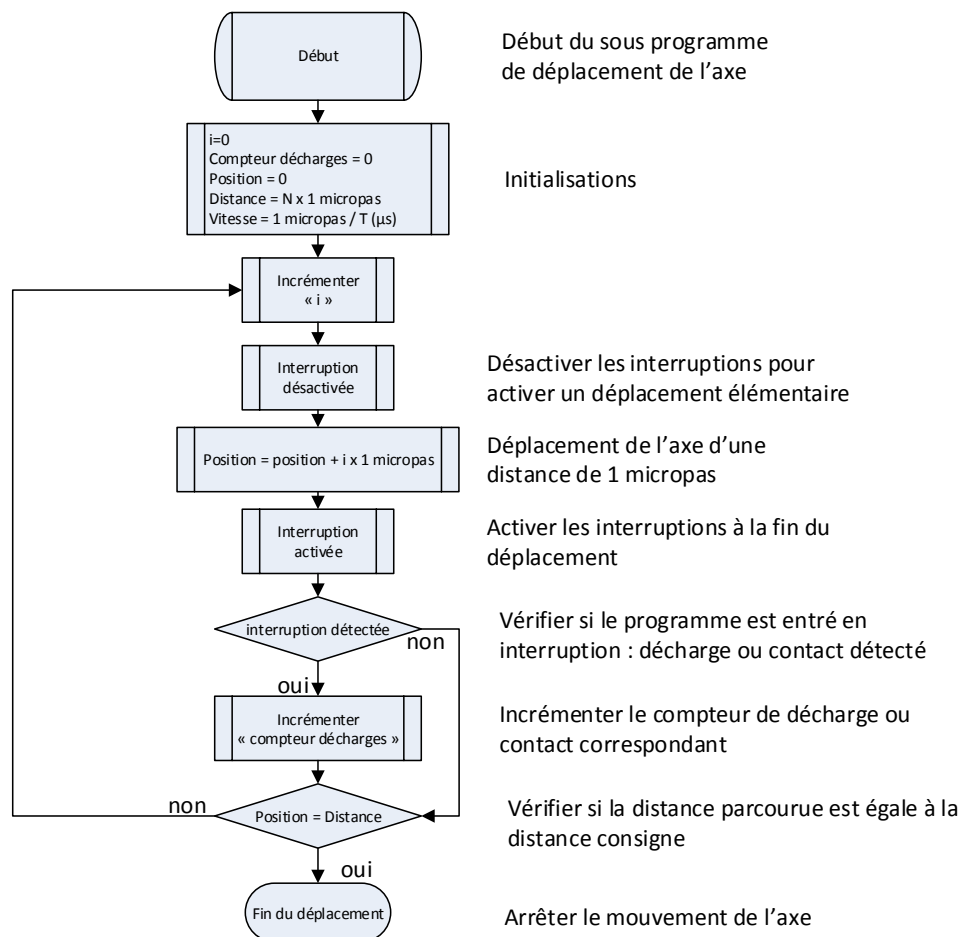 Début
Début du sous programme
de déplacement de l'axe
i=0
Compteur décharges = 0
Position = 0
Distance = N x 1 micropas
Vitesse = 1 micropas / T (µs)
Initialisations
Incrémenter
« i »
Interruption
désactivée
Désactiver les interruptions pour
activer un déplacement élémentaire
Position = position + i x 1 micropas
Déplacement de l'axe d'une
distance de 1 micropas
Interruption
activée
Activer les interruptions à la fin du
déplacement
interruption détectée
non
Vérifier si le programme est entré en
interruption : décharge ou contact détecté
oui
Incrémenter
« compteur décharges »
Incrémenter le compteur de décharge ou
contact correspondant
non
Position = Distance
Vérifier si la distance parcourue est égale à la
distance consigne
oui
Fin du déplacement
Arrêter le mouvement de l'axe